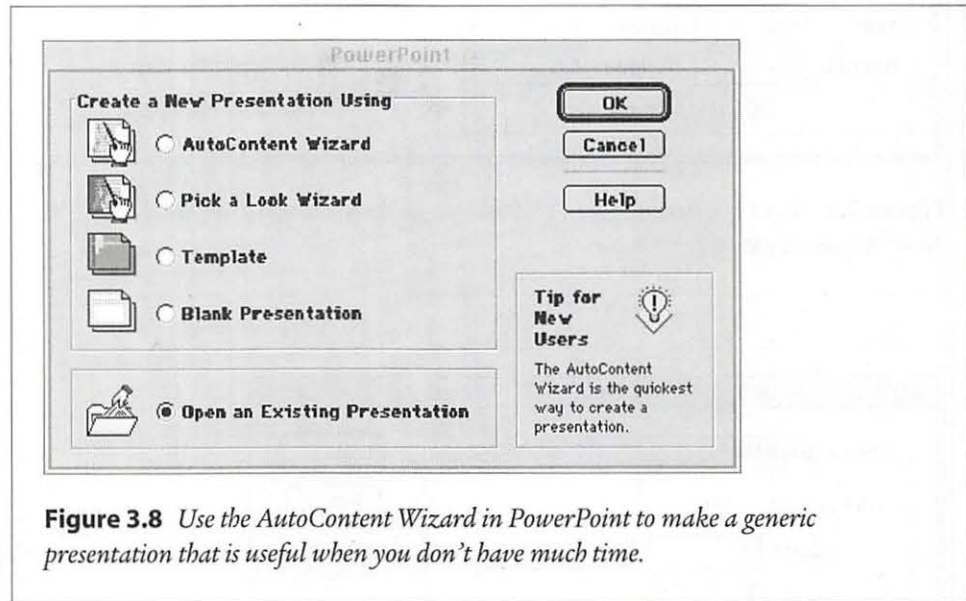 PowerPoint
Create a New Presentation Using
AutoContent Wizard
Pick a Look Wizard
Template
Blank Presentation
Open an Existing Presentation
OK
Cancel
Help
Tip for
New
Users
The AutoContent
Wizard is the quickest
way to create a
presentation.
Figure 3.8 Use the AutoContent Wizard in PowerPoint to make a generic
presentation that is useful when you don't have much time.